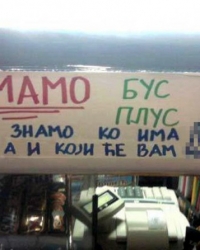 МАМО БУС
ПЛУС
ЗНАМО КО ИМА
А И КОЈИ ЋЕ ВАМ